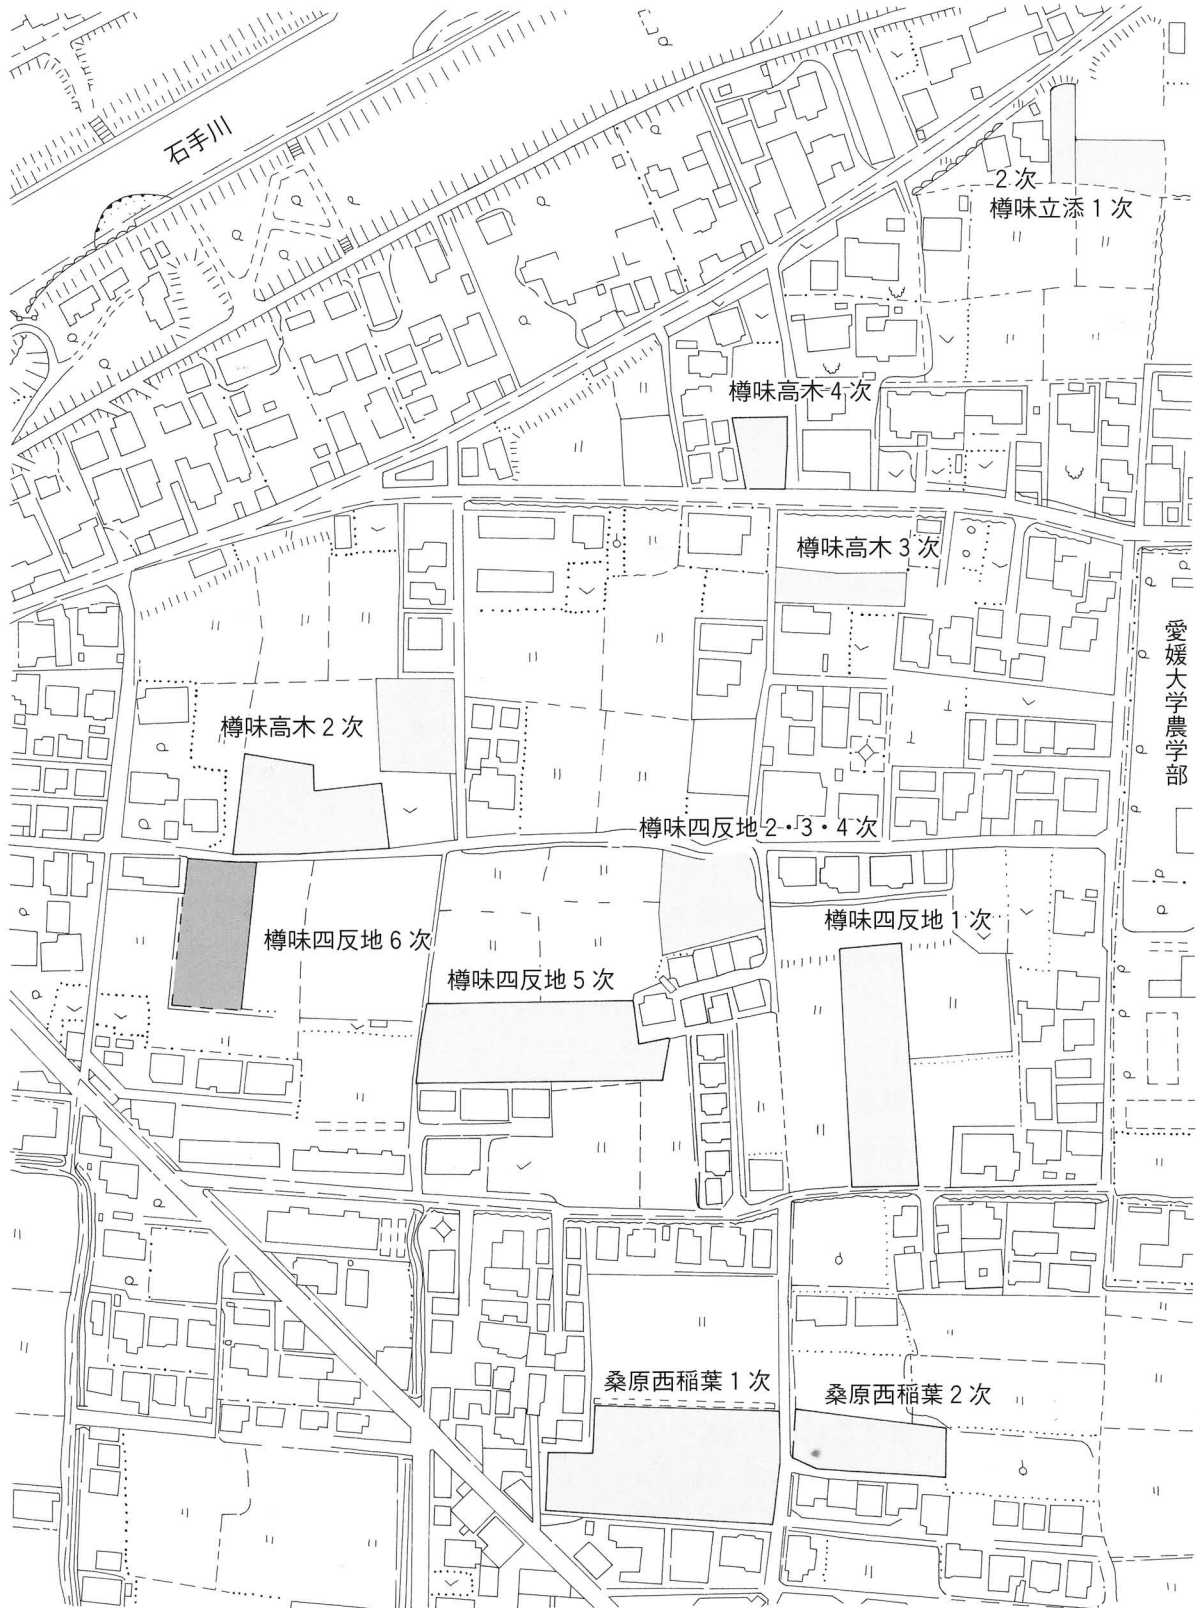 石手川
2次
樽味立添1次
樽味高木4次
樽味高木3次
愛媛大学農学部
樽味高木2次
樽味四反地2・3・4次
樽味四反地6次
樽味四反地1次
樽味四反地5次
桑原西稲葉1次
桑原西稲葉2次